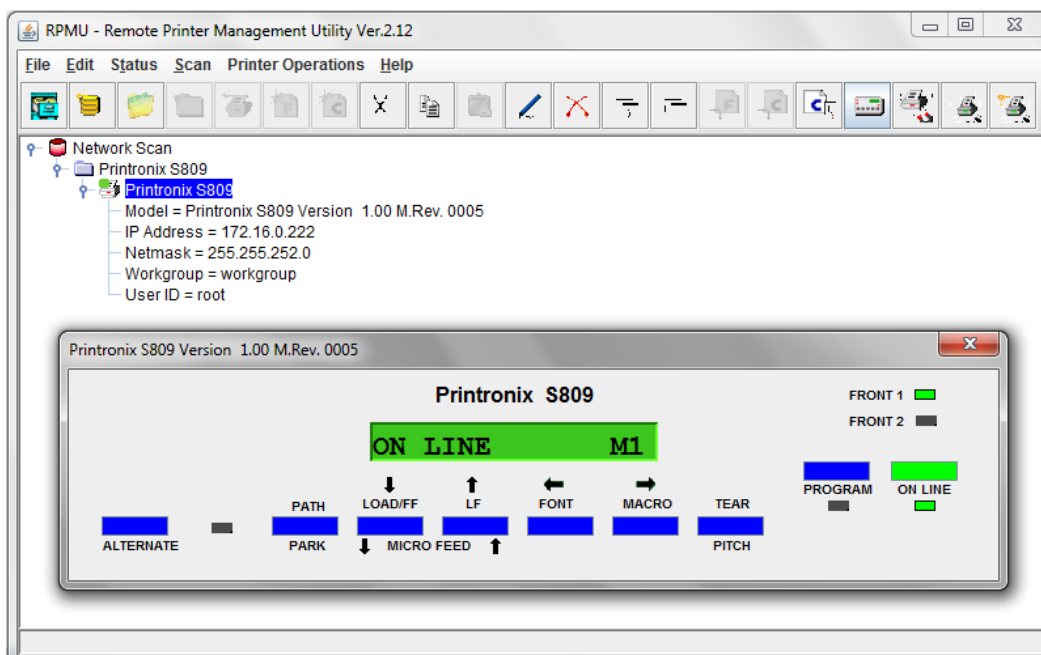 RPMU - Remote Printer Management Utility Ver.2.12
File Edit Status Scan Printer Operations Help
Network Scan
Printronix S809
Printronix S809
Model = Printronix S809 Version 1.00 M.Rev. 0005
IP Address = 172.16.0.222
Netmask = 255.255.252.0
Workgroup = workgroup
User ID = root
Printronix S809 Version 1.00 M.Rev. 0005
Printronix S809
FRONT 1
FRONT 2
ON LINE M1
PATH LOAD/FF LF FONT MACRO TEAR
PROGRAM ON LINE
ALTERNATE PARK MICRO FEED PITCH